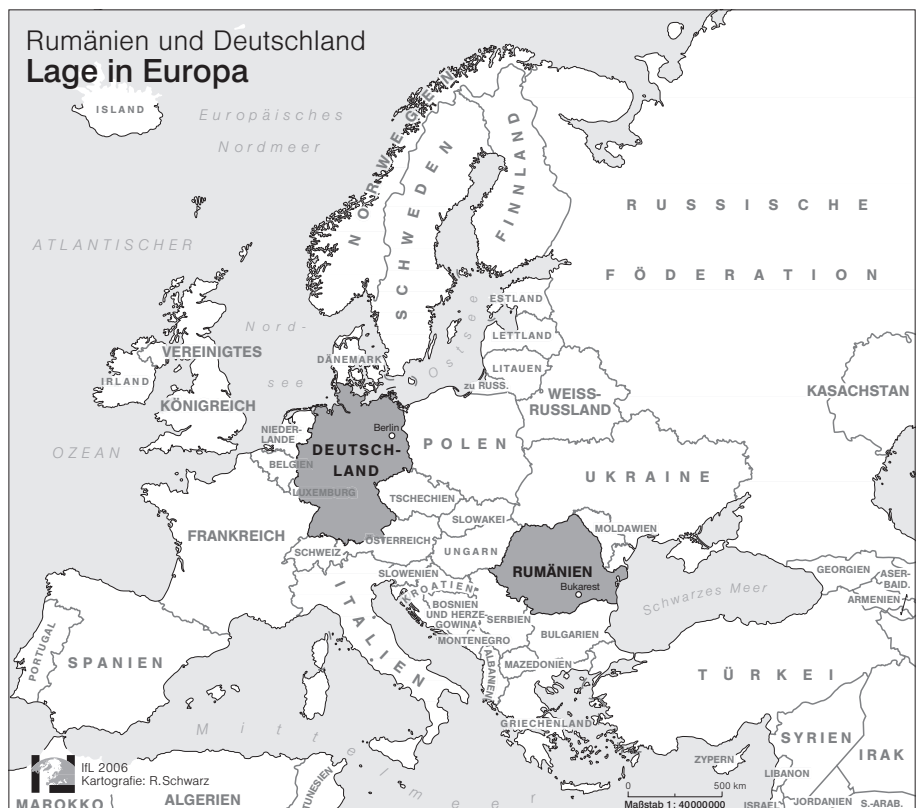 Rumänien und Deutschland
Lage in Europa
ISLAND
Europäisches
Nordmeer
NORWEGEN
SCHWEDEN
FINNLAND
RUSSISCHE
FÖDERATION
ATLANTISCHER
OZEAN
Nord-
see
Ostsee
ESTLAND
LETTLAND
LITAUEN
zu RUSS.
DÄNEMARK
VEREINIGTES
KÖNIGREICH
IRLAND
WEISS-
RUSSLAND
KASACHSTAN
NIEDER-
LANDE
BELGIEN
LUXEMBURG
Berlin
DEUTSCH-
LAND
POLEN
UKRAINE
TSCHECHIEN
SLOWAKEI
MOLDAWIEN
FRANKREICH
SCHWEIZ
ÖSTERREICH
UNGARN
RUMÄNIEN
Bukarest
SLOWENIEN
KROATIEN
BOSNIEN
UND HERZE-
GOWINA
SERBIEN
MONTENEGRO
BULGARIEN
Schwarzes Meer
GEORGIEN
ASER-
BAID.
ARMENIEN
ITALIEN
ALBANIEN
MAZEDONIEN
GRIECHENLAND
TÜRKEI
PORTUGAL
SPANIEN
Mittelmeer
ZYPERN
SYRIEN
LIBANON
IRAK
ISRAEL
JORDANIEN
S.-ARAB.
MAROKKO
ALGERIEN
TUNESIEN
IfL 2006
Kartografie: R.Schwarz
0 500 km
Maßstab 1: 40000000